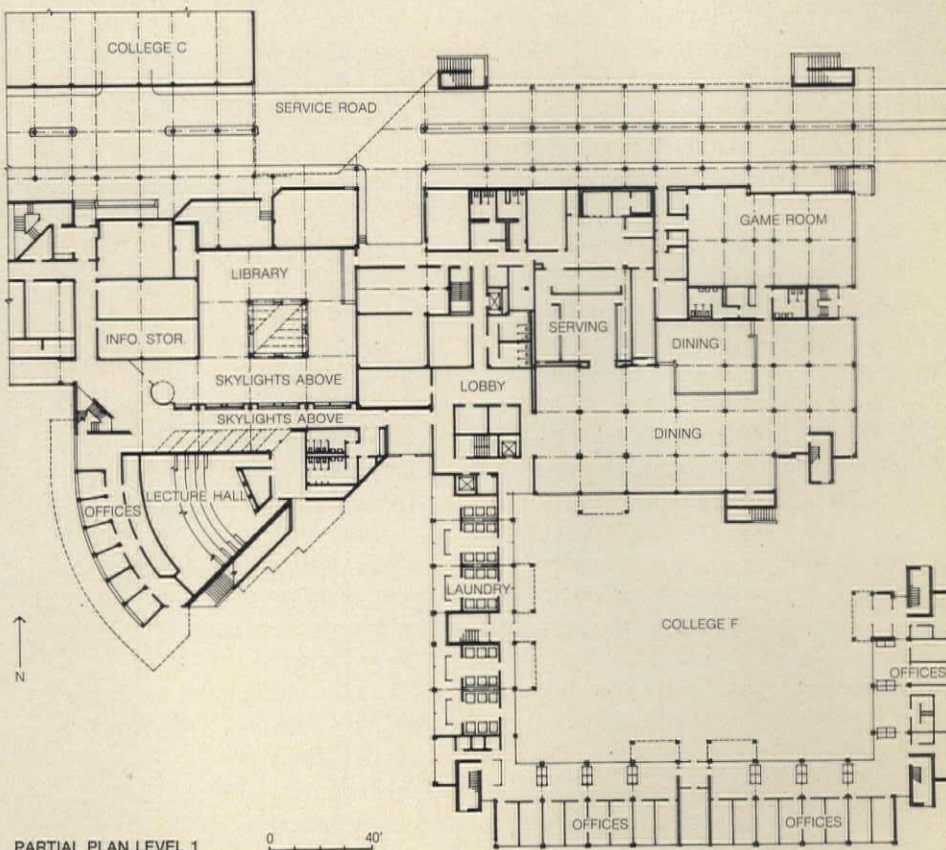 COLLEGE C
SERVICE ROAD
GAME ROOM
LIBRARY
INFO. STOR.
SERVING
DINING
SKYLIGHTS ABOVE
LOBBY
SKYLIGHTS ABOVE
DINING
LECTURE HALL
OFFICES
LAUNDRY
COLLEGE F
N
OFFICES
OFFICES
OFFICES
PARTIAL PLAN LEVEL 1
0 40'